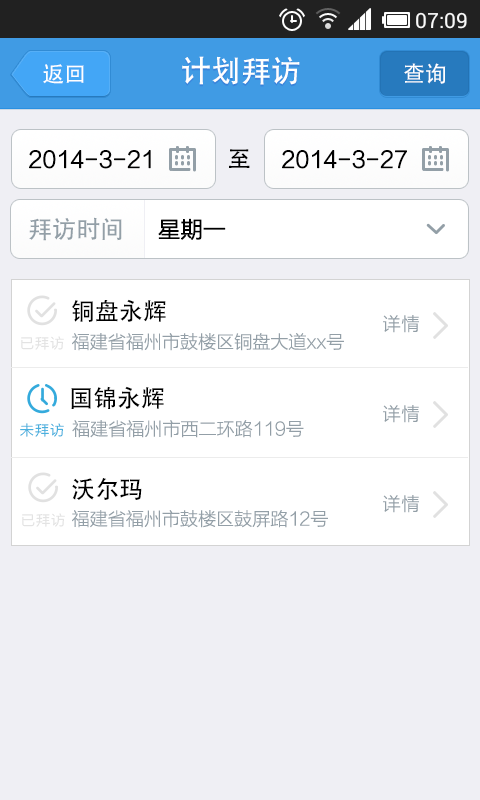 07:09
返回 计划拜访 查询
2014-3-21 至 2014-3-27
拜访时间 星期一
铜盘永辉
已拜访 福建省福州市鼓楼区铜盘大道xx号 详情
国锦永辉
未拜访 福建省福州市西二环路119号 详情
沃尔玛
已拜访 福建省福州市鼓楼区鼓屏路12号 详情